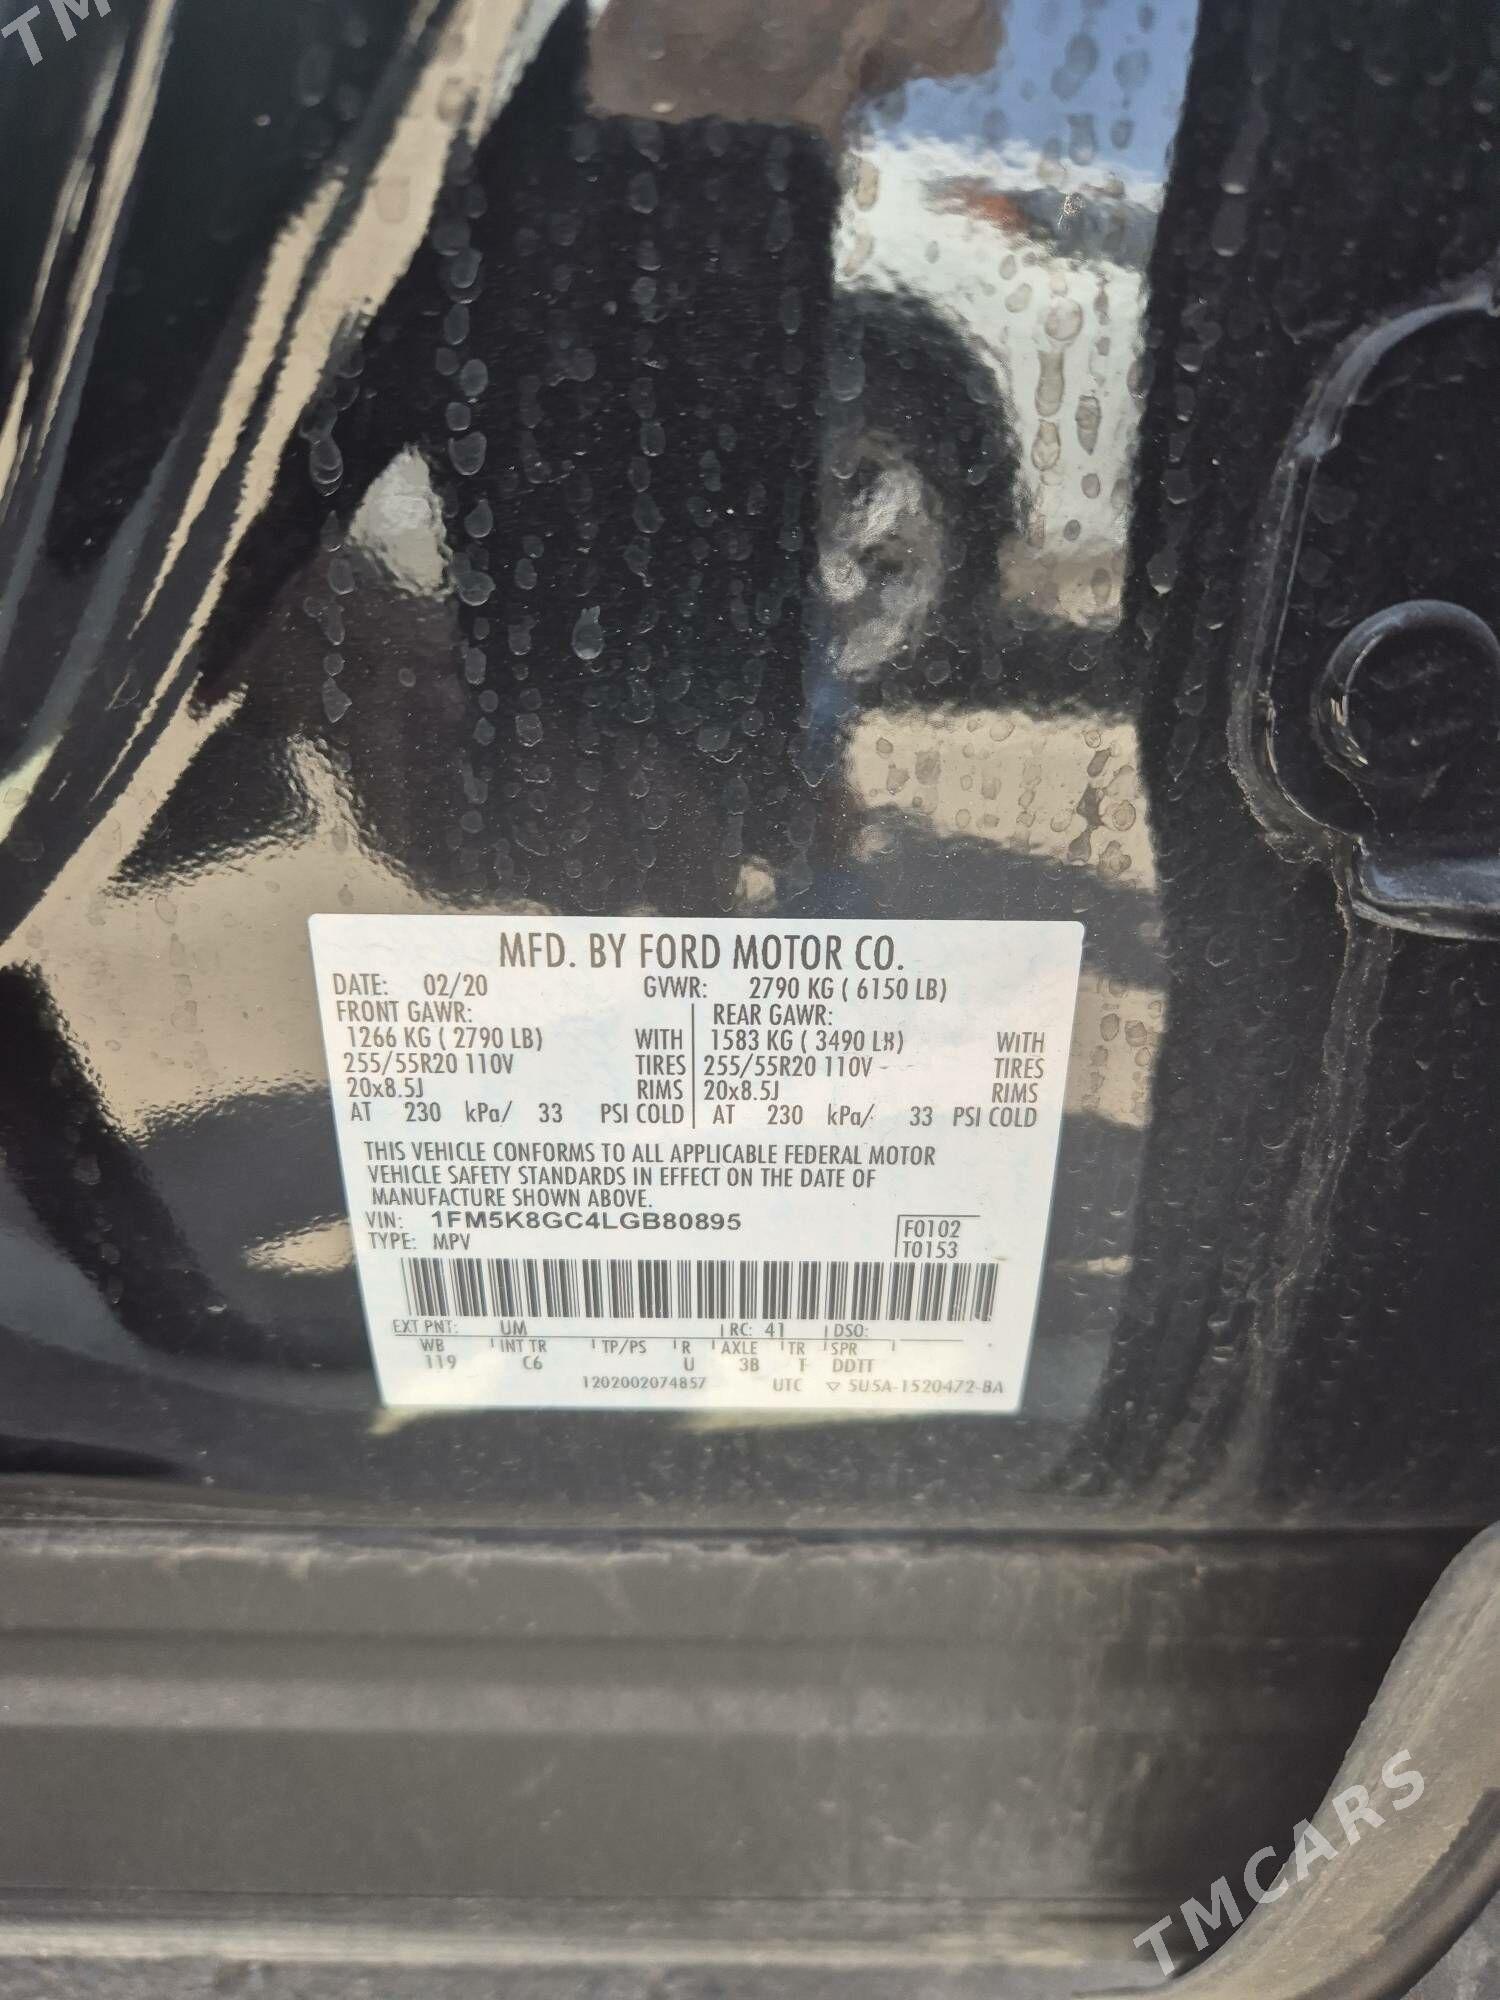 TM
MFD. BY FORD MOTOR CO.
DATE: 02/20 GVWR: 2790 KG ( 6150 LB)
FRONT GAWR: REAR GAWR:
1266 KG ( 2790 LB) WITH 1583 KG ( 3490 LB) WITH
255/55R20 110V TIRES 255/55R20 110V TIRES
20x8.5J RIMS 20x8.5J RIMS
AT 230 kPa/ 33 PSI COLD AT 230 kPa/ 33 PSI COLD
THIS VEHICLE CONFORMS TO ALL APPLICABLE FEDERAL MOTOR
VEHICLE SAFETY STANDARDS IN EFFECT ON THE DATE OF
MANUFACTURE SHOWN ABOVE.
VIN: 1FM5K8GC4LGB80895 F0102
TYPE: MPV T0153
EXT PNT: UM RC: 41 DSO:
WB INT TR TP/PS R AXLE TR SPR
119 C6 U 3B T DDTT
1202002074857 UTC ▽ 5U5A-1520472-BA
TMCARS